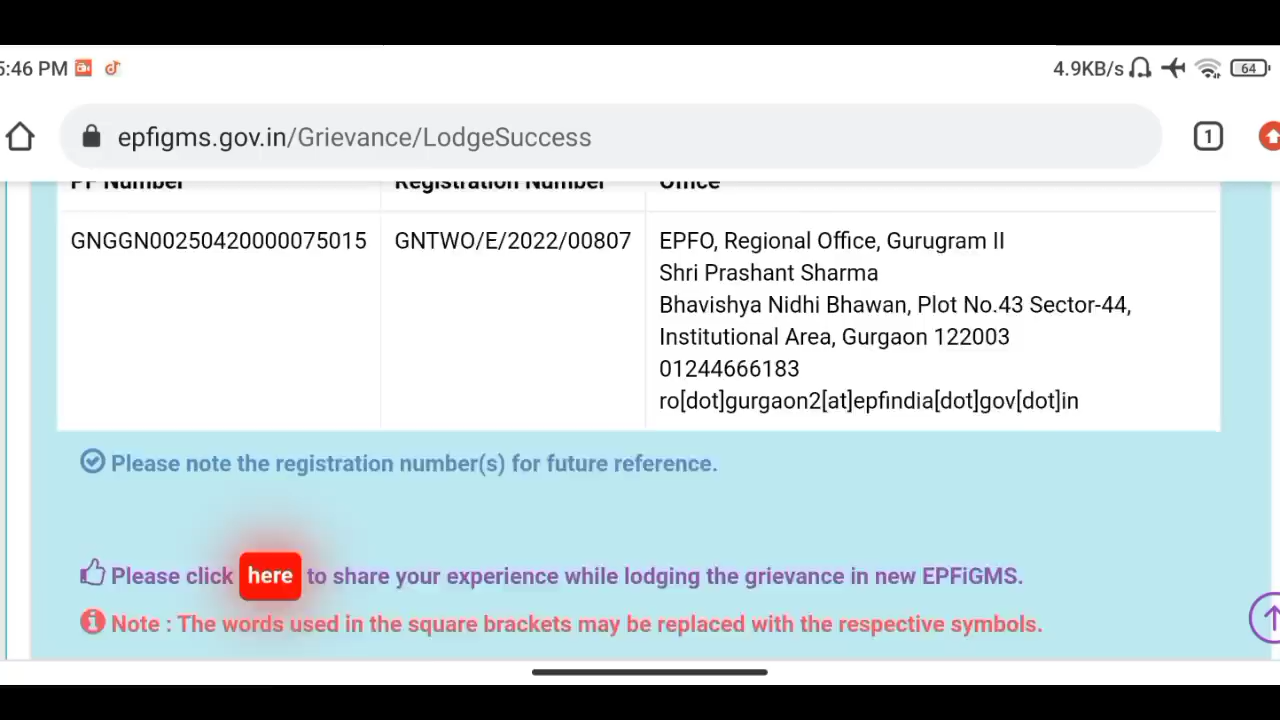 5:46 PM
4.9KB/s
64
epfigms.gov.in/Grievance/LodgeSuccess
1
PF Number
Registration Number
Office
GNGGN00250420000075015
GNTWO/E/2022/00807
EPFO, Regional Office, Gurugram II
Shri Prashant Sharma
Bhavishya Nidhi Bhawan, Plot No.43 Sector-44,
Institutional Area, Gurgaon 122003
01244666183
ro[dot]gurgaon2[at]epfindia[dot]gov[dot]in
Please note the registration number(s) for future reference.
Please click here to share your experience while lodging the grievance in new EPFiGMS.
Note : The words used in the square brackets may be replaced with the respective symbols.